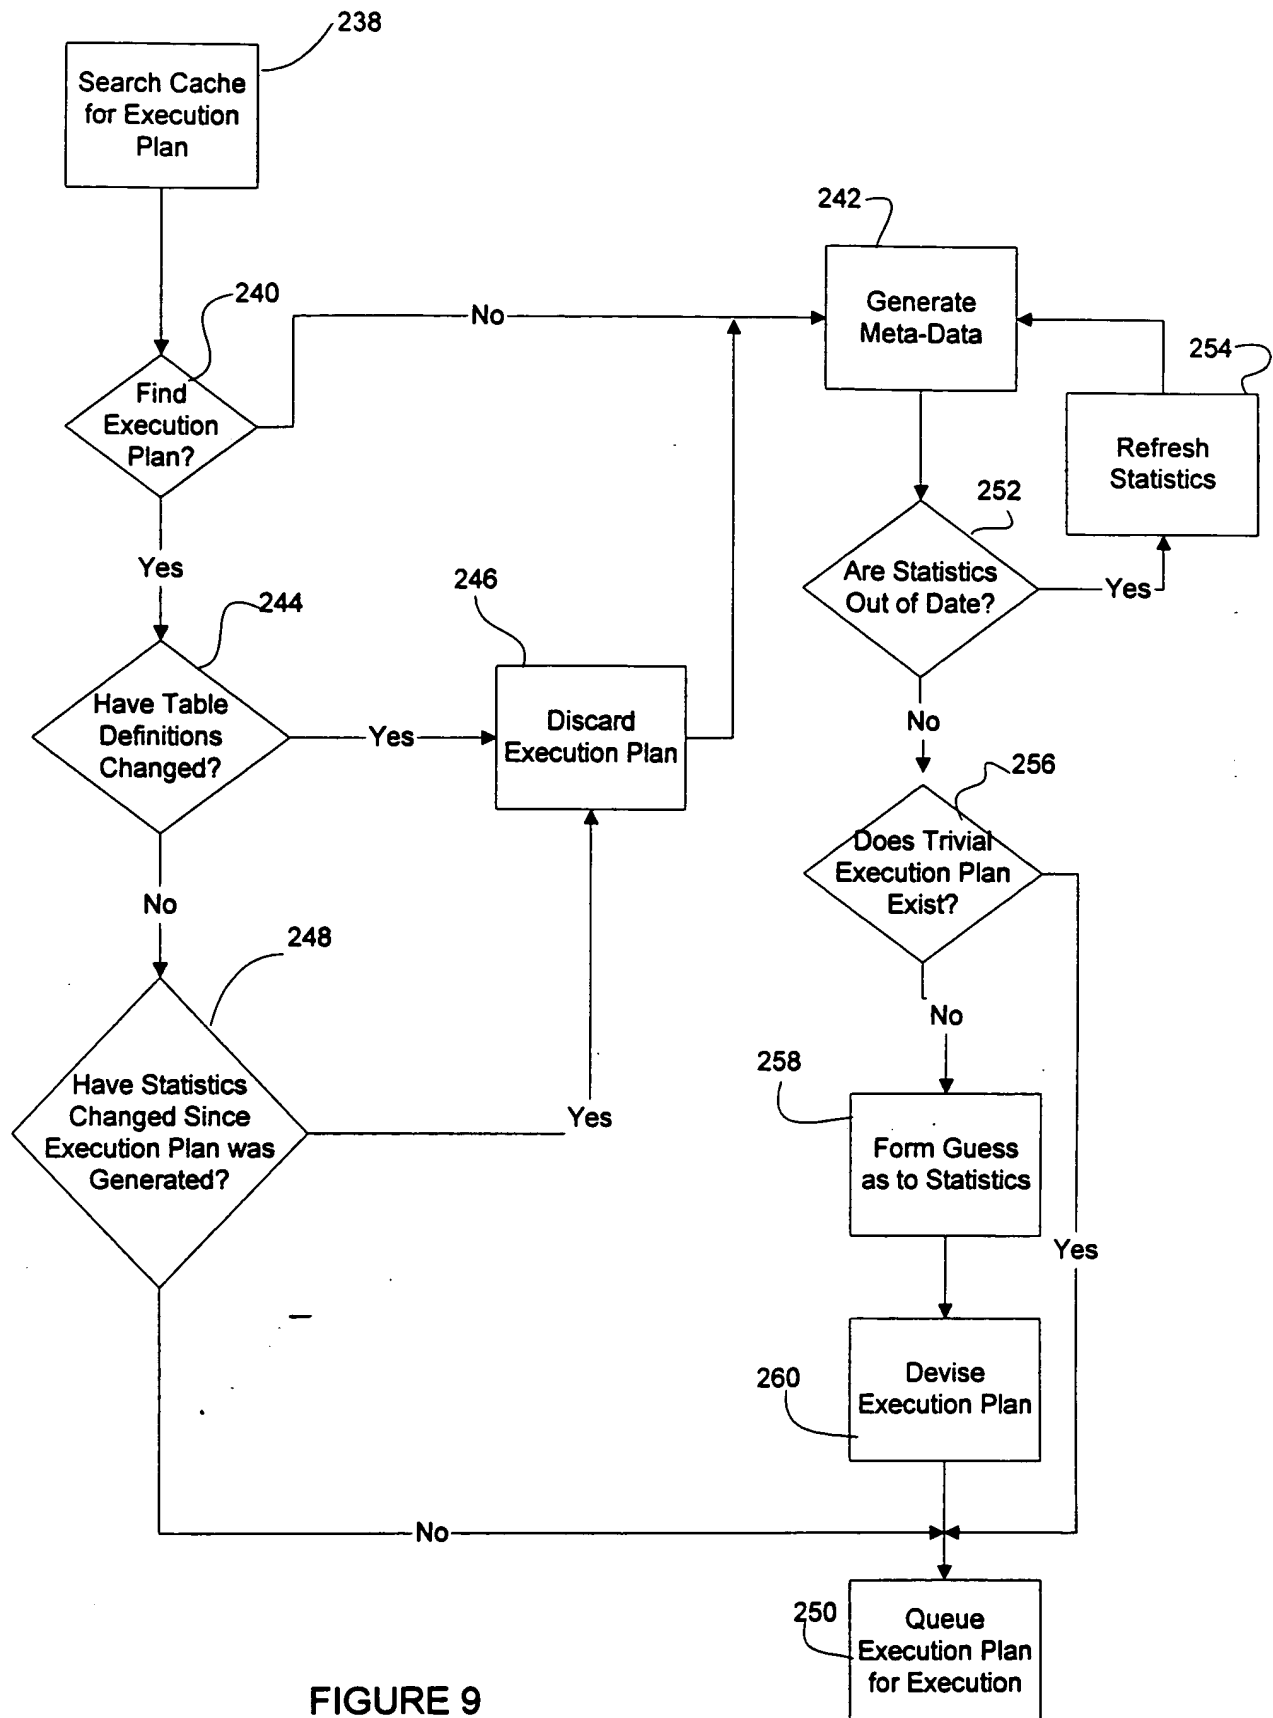 238
Search Cache
for Execution
Plan
242
Generate
Meta-Data
240
No
Find
Execution
Plan?
254
Refresh
Statistics
252
Are Statistics
Out of Date?
Yes
Yes
244
246
Have Table
Definitions
Changed?
Yes
Discard
Execution Plan
No
256
Does Trivial
Execution Plan
Exist?
No
248
No
Have Statistics
Changed Since
Execution Plan was
Generated?
Yes
258
Form Guess
as to Statistics
Yes
260
Devise
Execution Plan
No
250
Queue
Execution Plan
for Execution
FIGURE 9